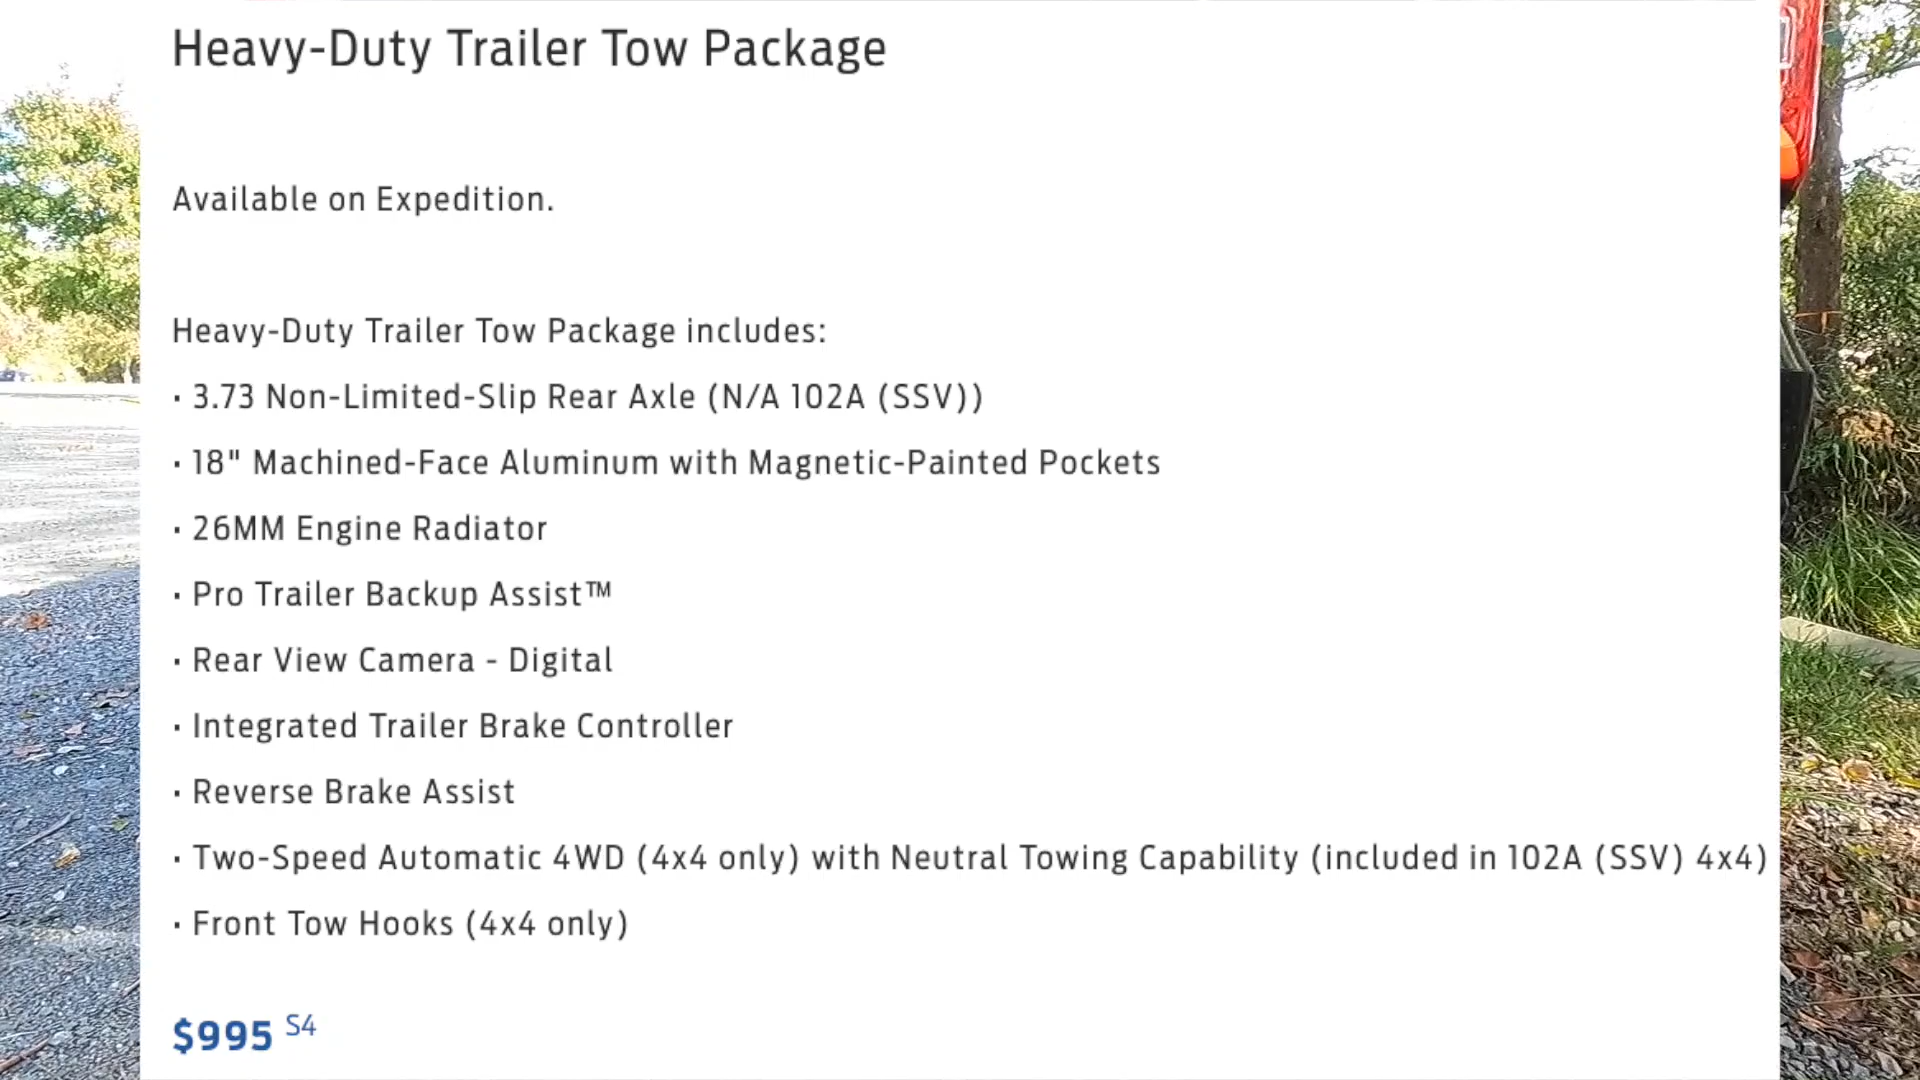 Heavy-Duty Trailer Tow Package
Available on Expedition.
Heavy-Duty Trailer Tow Package includes:
· 3.73 Non-Limited-Slip Rear Axle (N/A 102A (SSV))
· 18" Machined-Face Aluminum with Magnetic-Painted Pockets
· 26MM Engine Radiator
· Pro Trailer Backup Assist™
· Rear View Camera - Digital
· Integrated Trailer Brake Controller
· Reverse Brake Assist
· Two-Speed Automatic 4WD (4x4 only) with Neutral Towing Capability (included in 102A (SSV) 4x4)
· Front Tow Hooks (4x4 only)
$995 S4